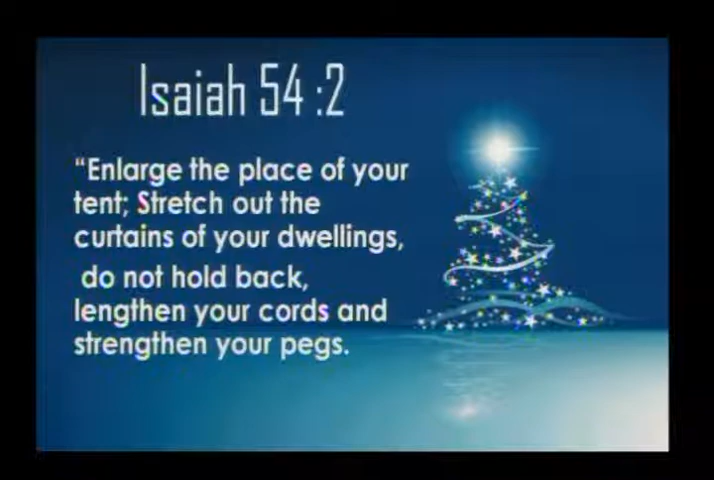 Isaiah 54 :2
“Enlarge the place of your
tent; Stretch out the
curtains of your dwellings,
do not hold back,
lengthen your cords and
strengthen your pegs.